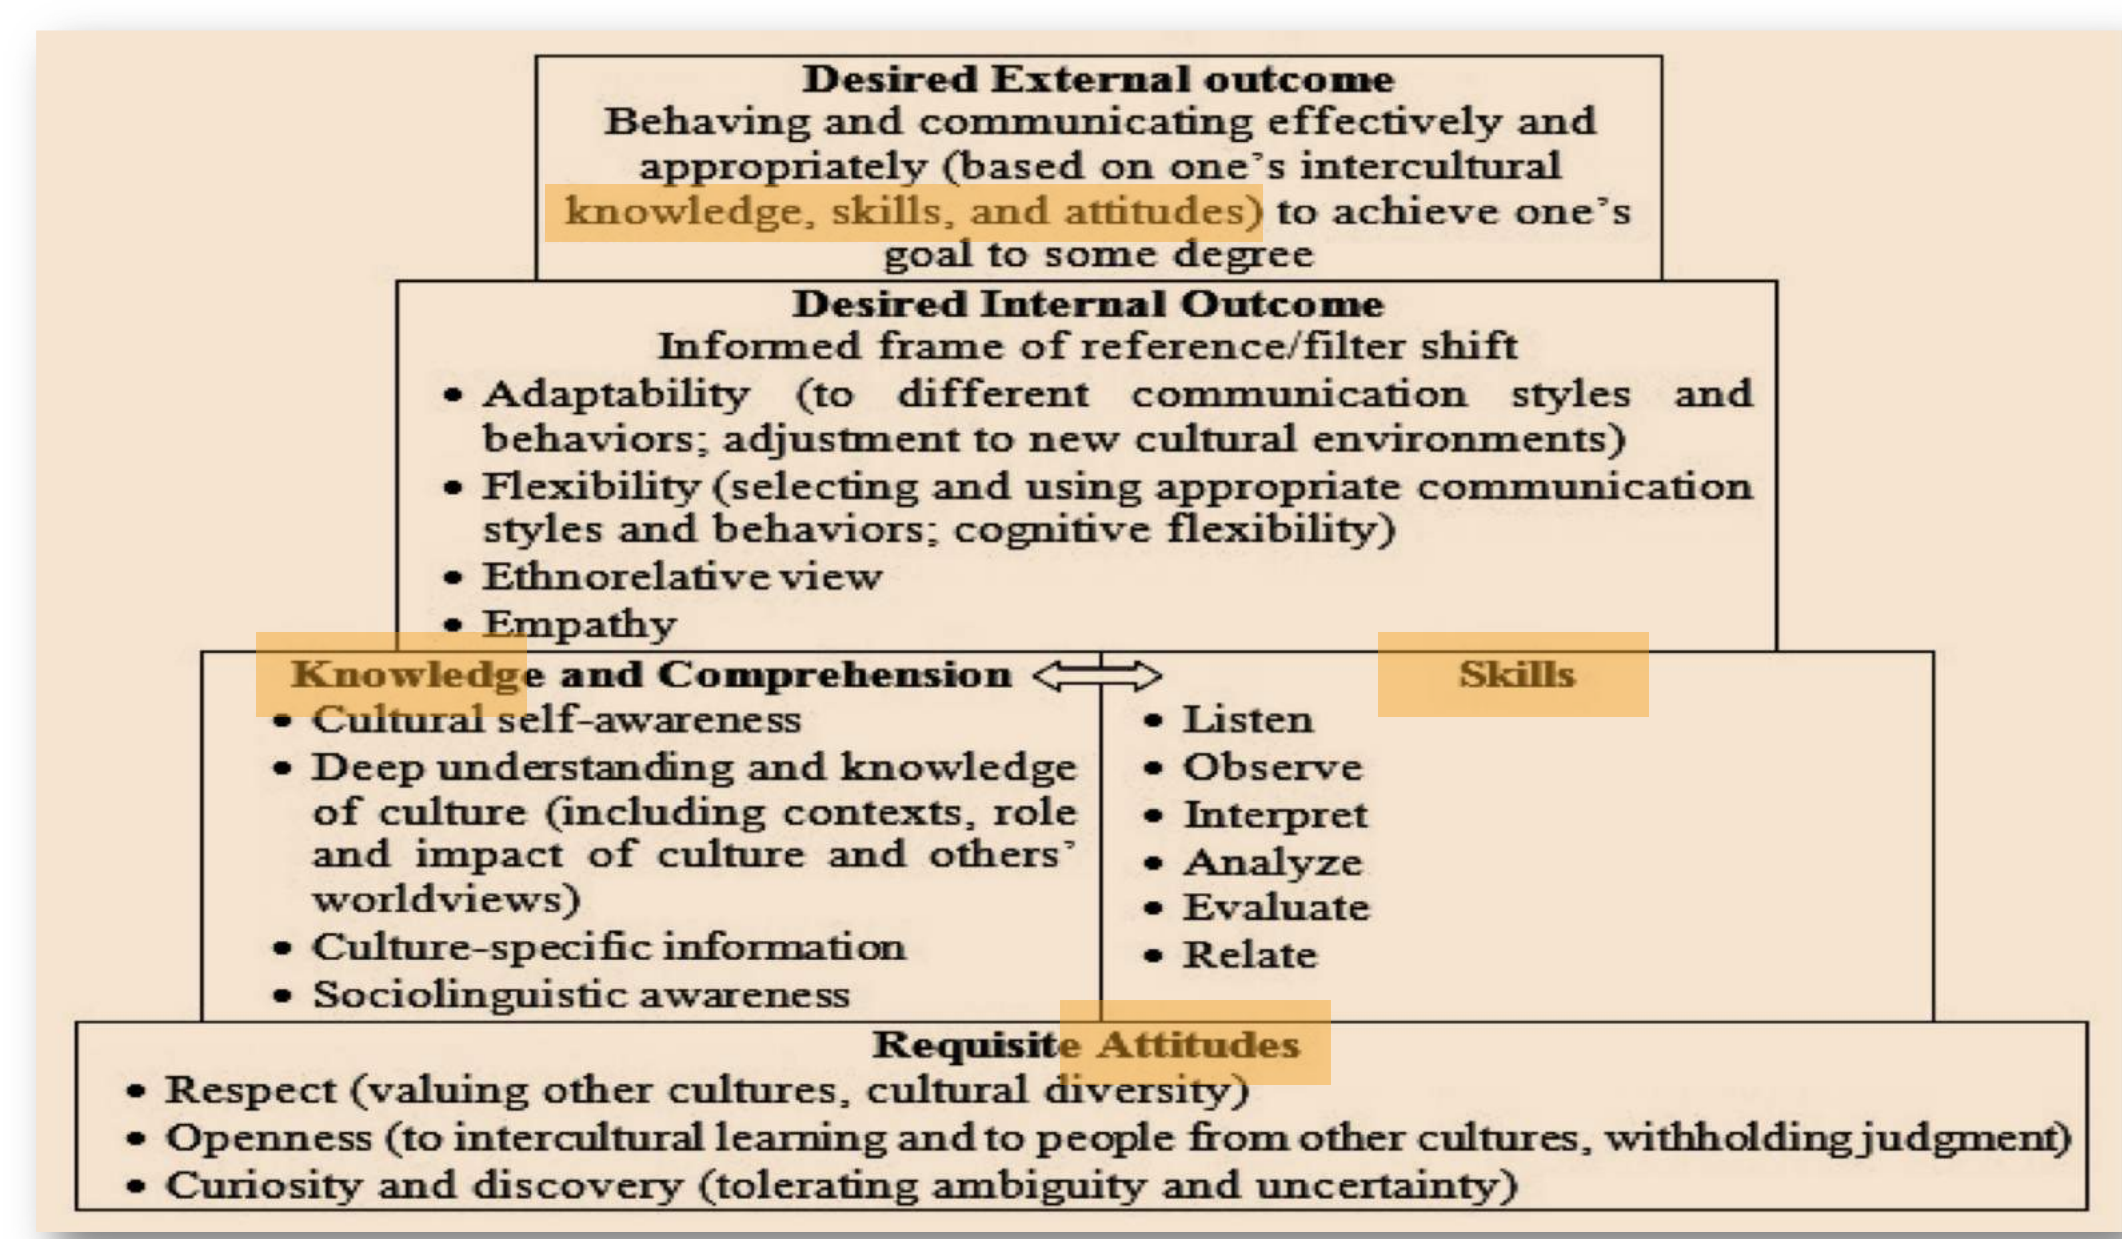 Desired External outcome
Behaving and communicating effectively and
appropriately (based on one's intercultural
knowledge, skills, and attitudes) to achieve one's
goal to some degree
Desired Internal Outcome
Informed frame of reference/filter shift
• Adaptability (to different communication styles and
behaviors; adjustment to new cultural environments)
• Flexibility (selecting and using appropriate communication
styles and behaviors; cognitive flexibility)
• Ethnorelative view
• Empathy
Knowledge and Comprehension
• Cultural self-awareness
• Deep understanding and knowledge
of culture (including contexts, role
and impact of culture and others'
worldviews)
• Culture-specific information
• Sociolinguistic awareness
Skills
• Listen
• Observe
• Interpret
• Analyze
• Evaluate
• Relate
Requisite Attitudes
• Respect (valuing other cultures, cultural diversity)
• Openness (to intercultural learning and to people from other cultures, withholding judgment)
• Curiosity and discovery (tolerating ambiguity and uncertainty)